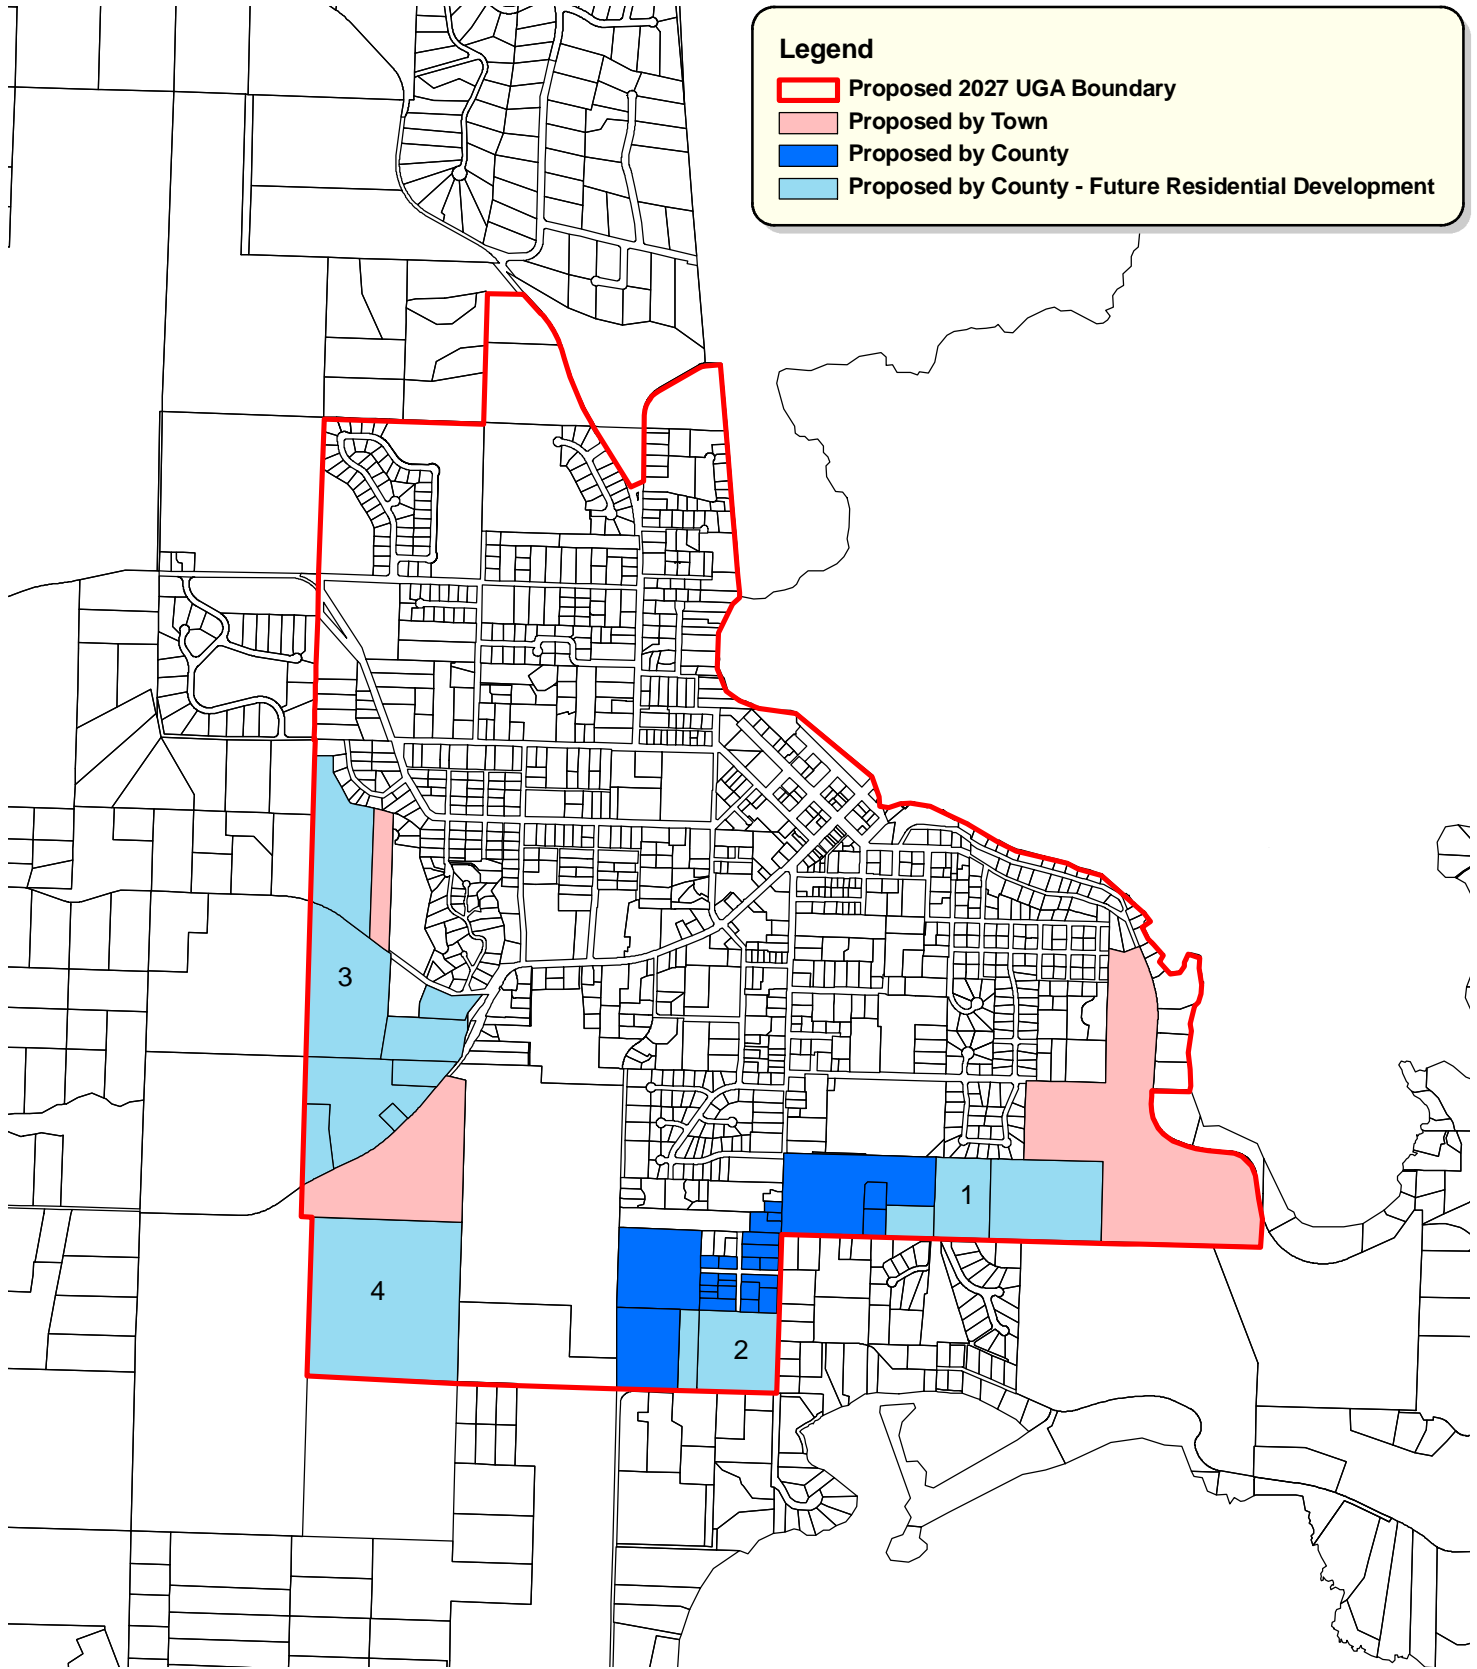 Legend
Proposed 2027 UGA Boundary
Proposed by Town
Proposed by County
Proposed by County - Future Residential Development
3
1
4
2